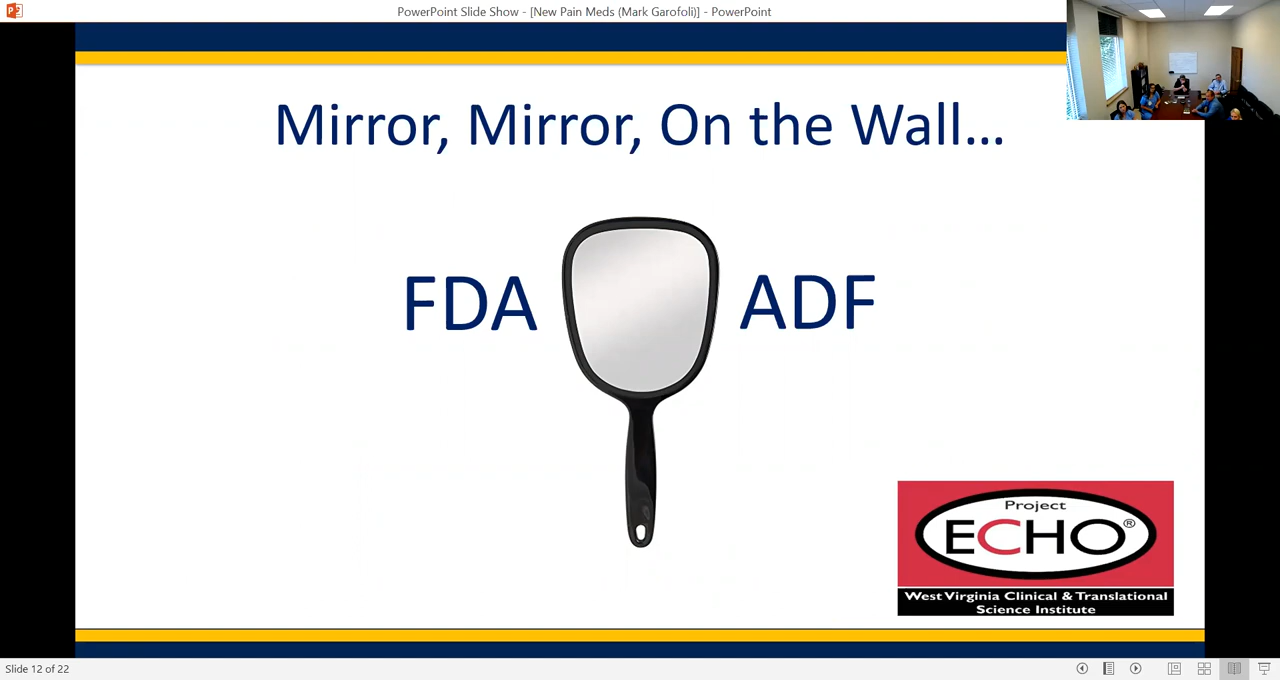 PowerPoint Slide Show - [New Pain Meds (Mark Garofoli)] - PowerPoint
Mirror, Mirror, On the Wall...
FDA ADF
Project
ECHO®
West Virginia Clinical & Translational
Science Institute
Slide 12 of 22